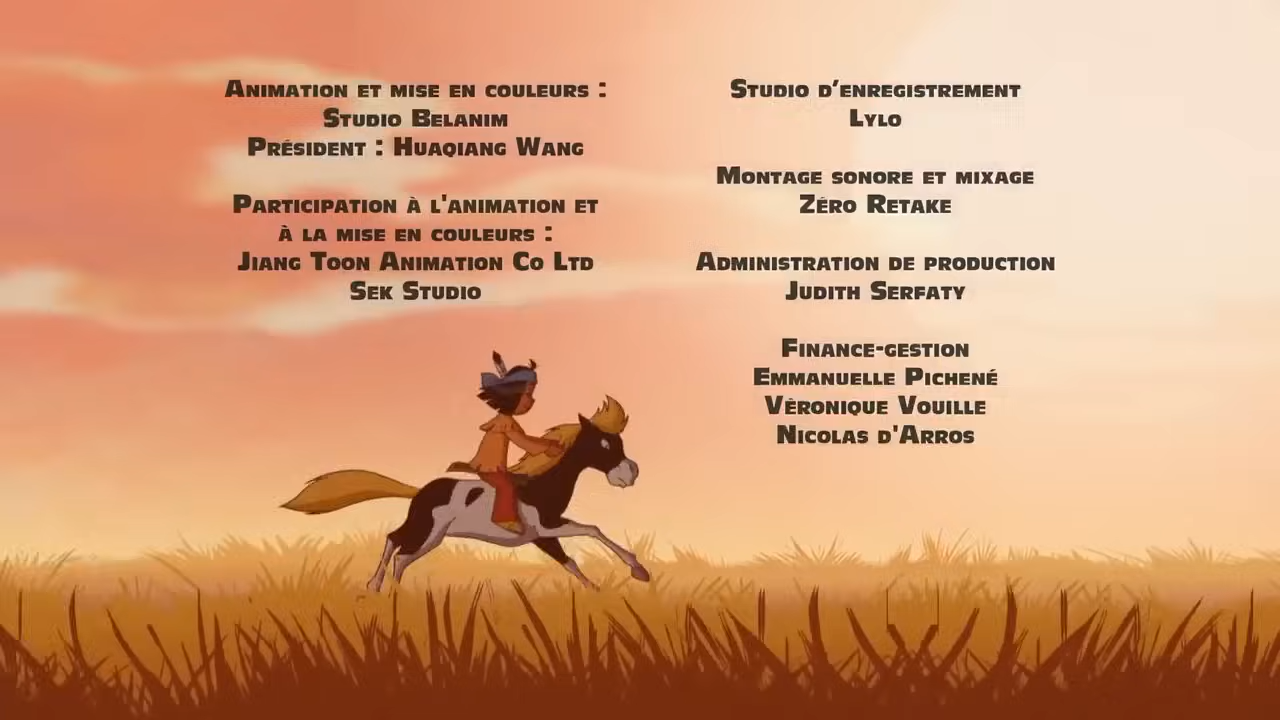 Animation et mise en couleurs :
Studio Belanim
Président : Huaqiang Wang
Participation à l'animation et
à la mise en couleurs :
Jiang Toon Animation Co Ltd
Sek Studio
Studio d’enregistrement
Lylo
Montage sonore et mixage
Zéro Retake
Administration de production
Judith Serfaty
Finance-gestion
Emmanuelle Pichené
Véronique Vouille
Nicolas d'Arros